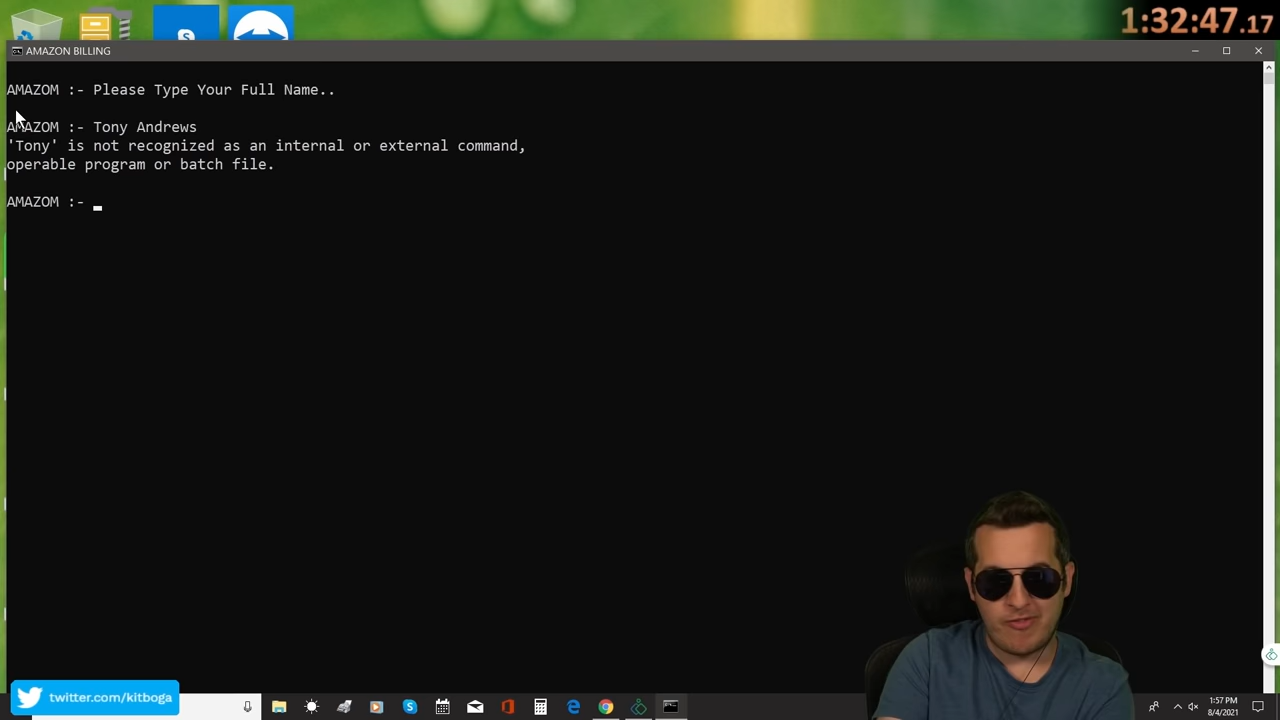 1:32:47.17
AMAZON BILLING
AMAZOM :- Please Type Your Full Name..
AMAZOM :- Tony Andrews
'Tony' is not recognized as an internal or external command,
operable program or batch file.
AMAZOM :-
twitter.com/kitboga
1:57 PM
8/4/2021